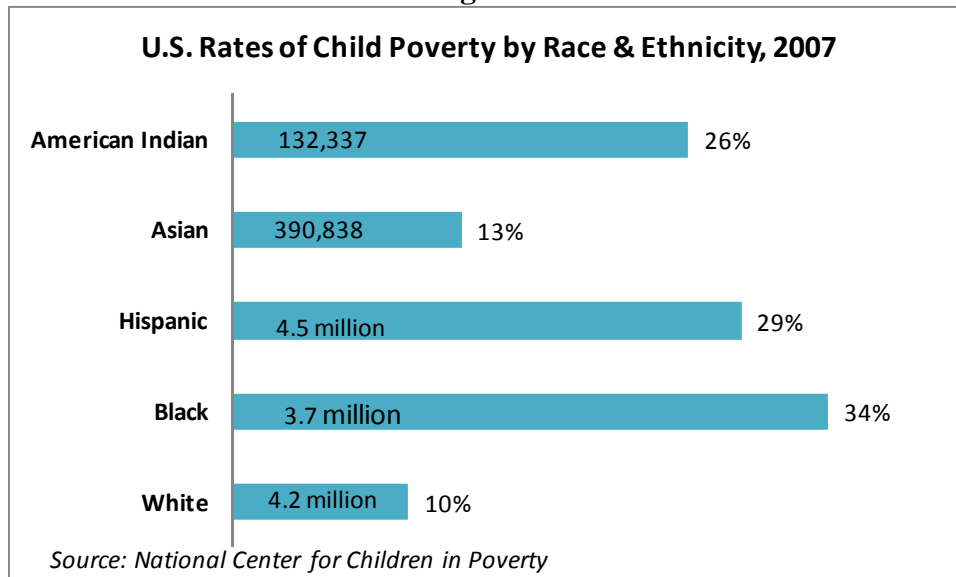 U.S. Rates of Child Poverty by Race & Ethnicity, 2007
American Indian 132,337 26%
Asian 390,838 13%
Hispanic 4.5 million 29%
Black 3.7 million 34%
White 4.2 million 10%
Source: National Center for Children in Poverty